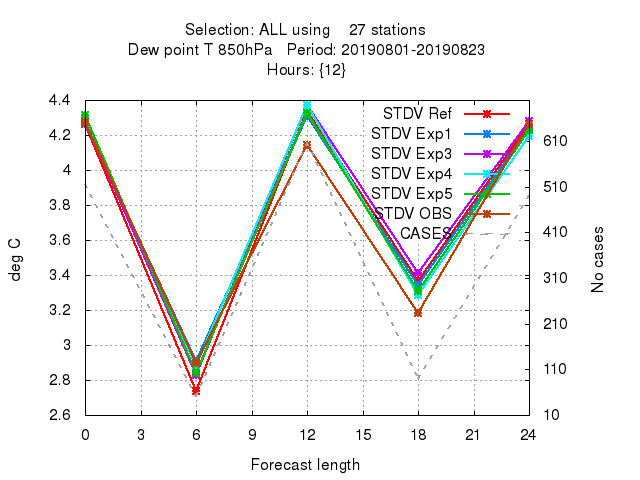 Selection: ALL using    27 stations
Dew point T 850hPa   Period: 20190801-20190823
Hours: {12}
4.4
4.2
4
3.8
3.6
3.4
3.2
3
2.8
2.6
deg C
STDV Ref
STDV Exp1
STDV Exp3
STDV Exp4
STDV Exp5
STDV OBS
CASES
610
510
410
310
210
110
10
No cases
0 3 6 9 12 15 18 21 24
Forecast length